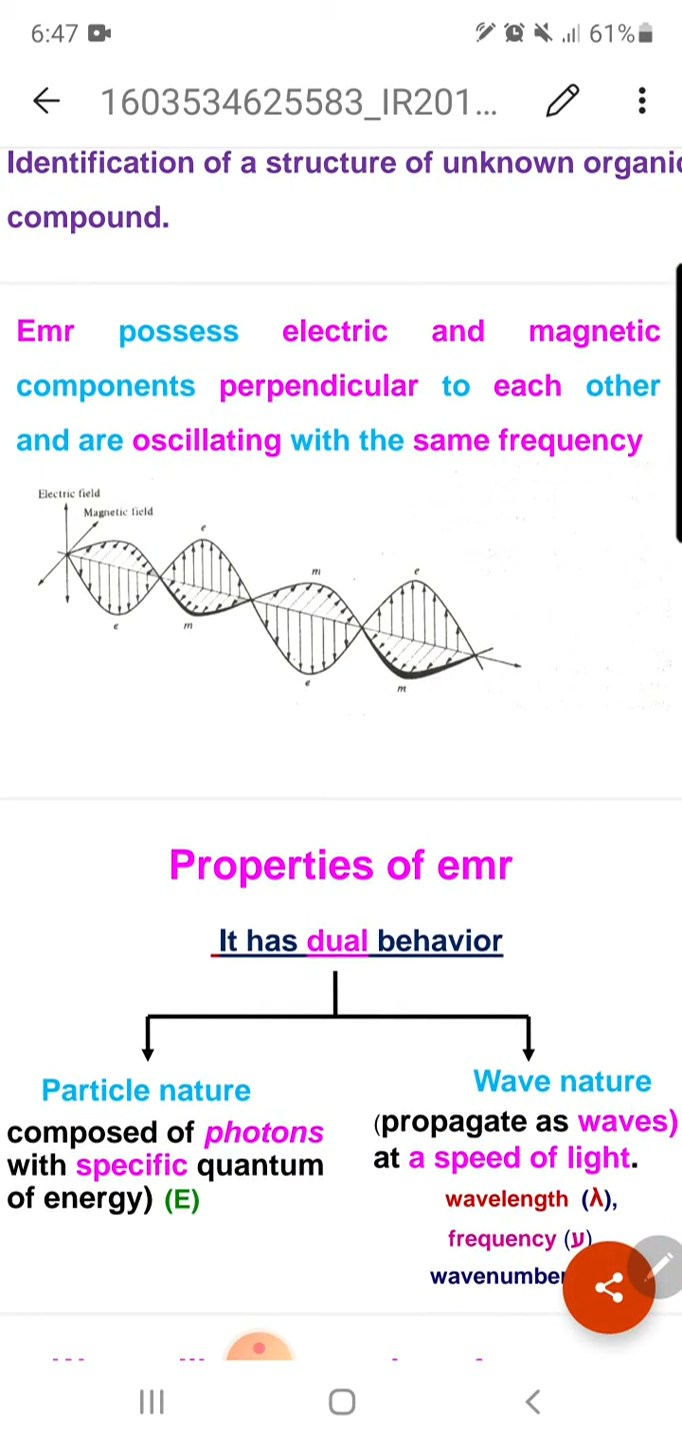 6:47
61%
1603534625583_IR201...
Identification of a structure of unknown organic
compound.
Emr possess electric and magnetic
components perpendicular to each other
and are oscillating with the same frequency
Electric field
Magnetic field
e
m
e
e
m
m
e
m
Properties of emr
It has dual behavior
Particle nature
composed of photons
with specific quantum
of energy) (E)
Wave nature
(propagate as waves)
at a speed of light.
wavelength (λ),
frequency (ν)
wavenumber